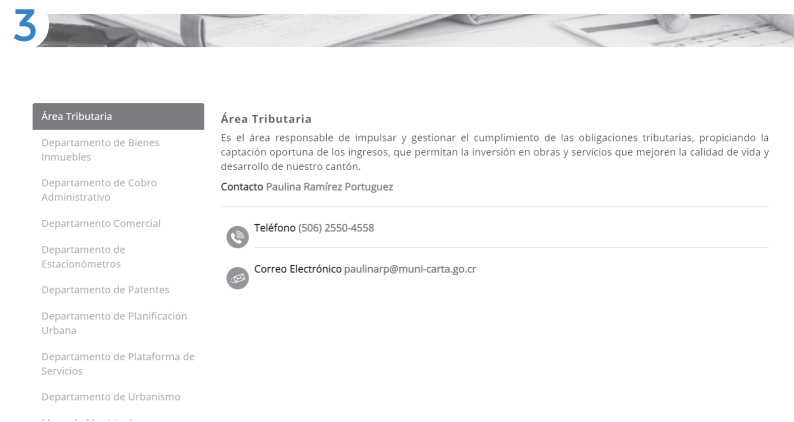 3
Área Tributaria
Departamento de Bienes
Inmuebles
Departamento de Cobro
Administrativo
Departamento Comercial
Departamento de
Estacionómetros
Departamento de Patentes
Departamento de Planificación
Urbana
Departamento de Plataforma de
Servicios
Departamento de Urbanismo
Área Tributaria
Es el área responsable de impulsar y gestionar el cumplimiento de las obligaciones tributarias, propiciando la
captación oportuna de los ingresos, que permitan la inversión en obras y servicios que mejoren la calidad de vida y
desarrollo de nuestro cantón.
Contacto Paulina Ramírez Portuguez
Teléfono (506) 2550-4558
Correo Electrónico paulinarp@muni-carta.go.cr